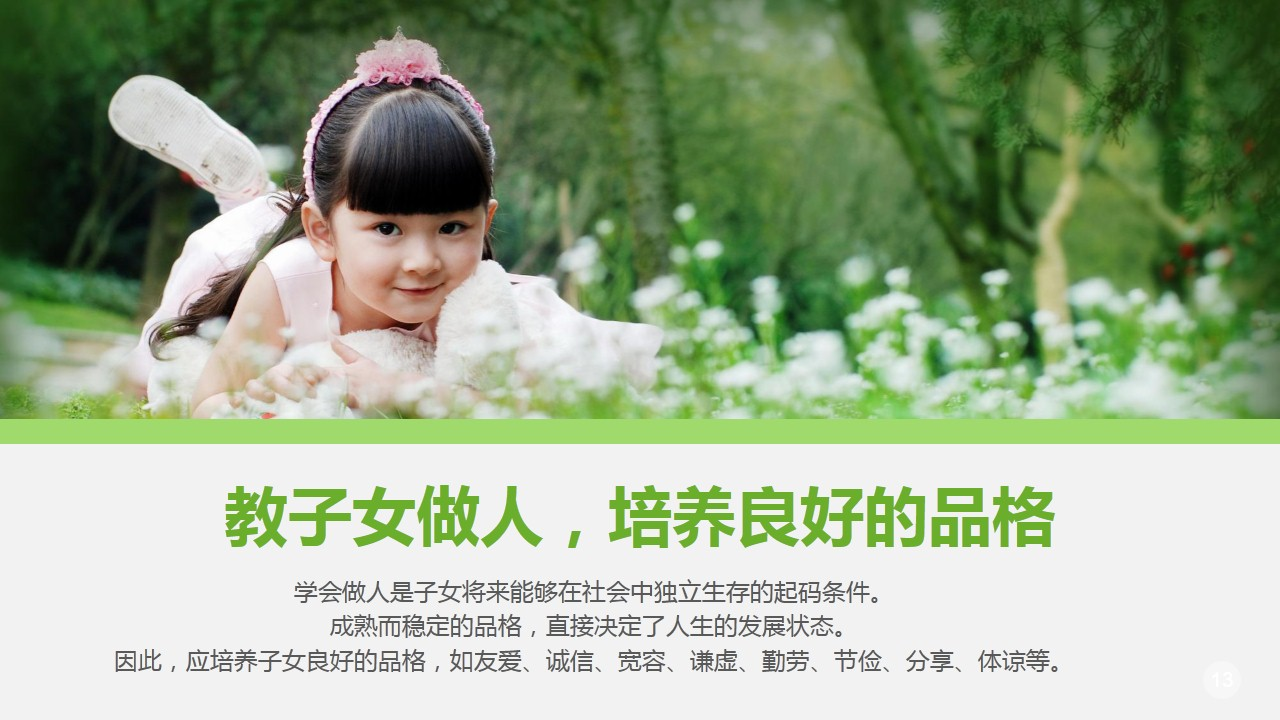 教子女做人，培养良好的品格
学会做人是子女将来能够在社会中独立生存的起码条件。
成熟而稳定的品格，直接决定了人生的发展状态。
因此，应培养子女良好的品格，如友爱、诚信、宽容、谦虚、勤劳、节俭、分享、体谅等。
13